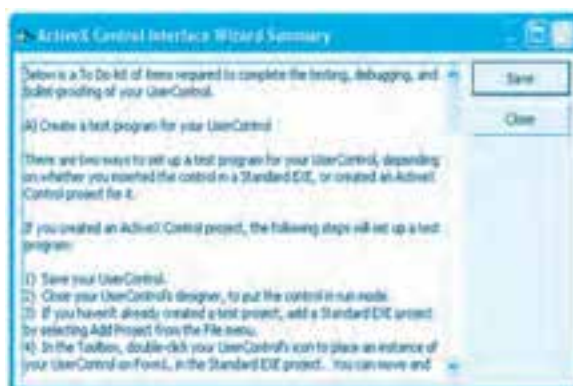 ActiveX Control Interface Wizard Summary
Below is a To Do list of items required to complete the testing, debugging, and
bullet-proofing of your UserControl.
A) Create a test program for your UserControl
There are two ways to set up a test program for your UserControl, depending
on whether you inserted the control in a Standard EXE, or created an ActiveX
Control project for it.
If you created an ActiveX Control project, the following steps will set up a test
program:
1) Save your UserControl.
2) Close your UserControl's designer, to put the control in run mode.
3) If you haven't already created a test project, add a Standard EXE project
by selecting Add Project from the File menu.
4) In the Toolbox, double-click your UserControl's icon to place an instance of
your UserControl on Form1, in the Standard EXE project. You can move and
Save
Close